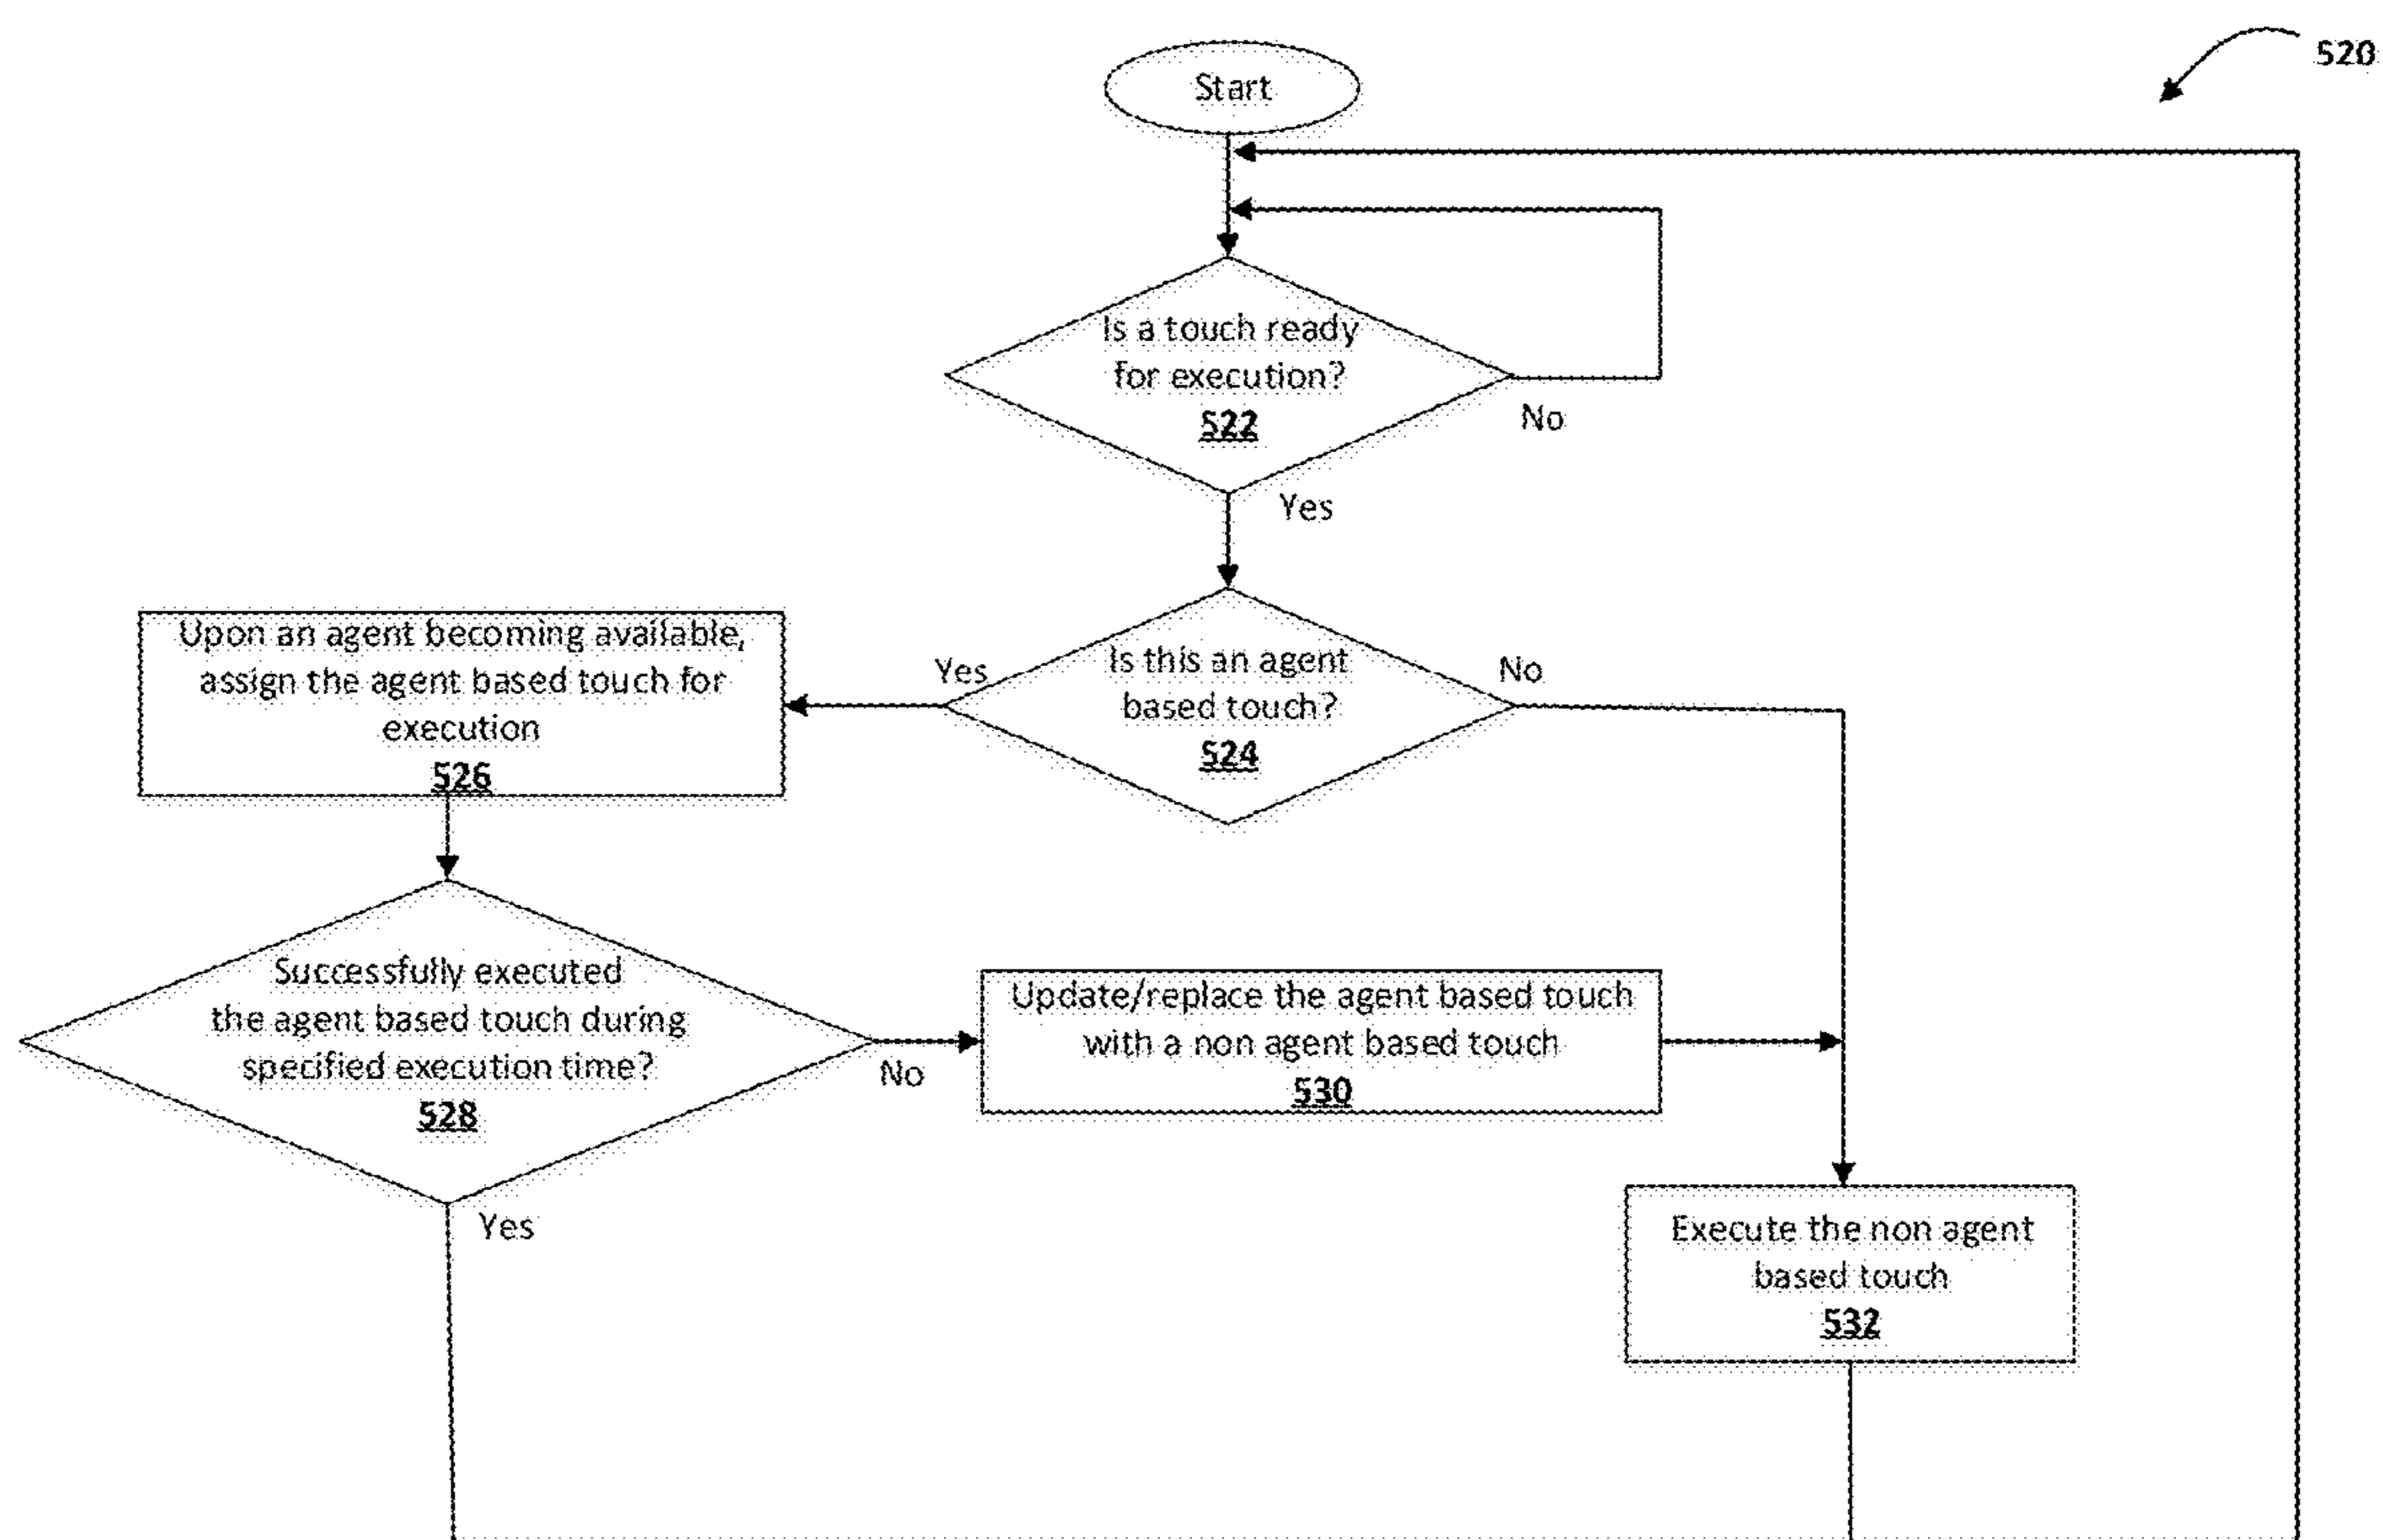 520
Start
Is a touch ready
for execution?
522
No
Yes
Upon an agent becoming available,
assign the agent based touch for
execution
526
Yes
Is this an agent
based touch?
524
No
Successfully executed
the agent based touch during
specified execution time?
528
No
Update/replace the agent based touch
with a non agent based touch
530
Yes
Execute the non agent
based touch
532